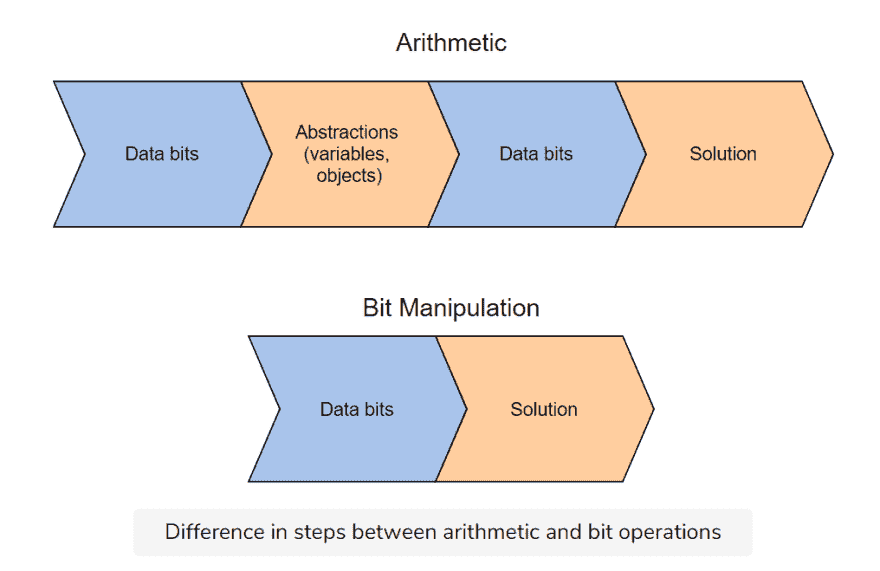 Arithmetic
Data bits
Abstractions
(variables,
objects)
Data bits
Solution
Bit Manipulation
Data bits
Solution
Difference in steps between arithmetic and bit operations